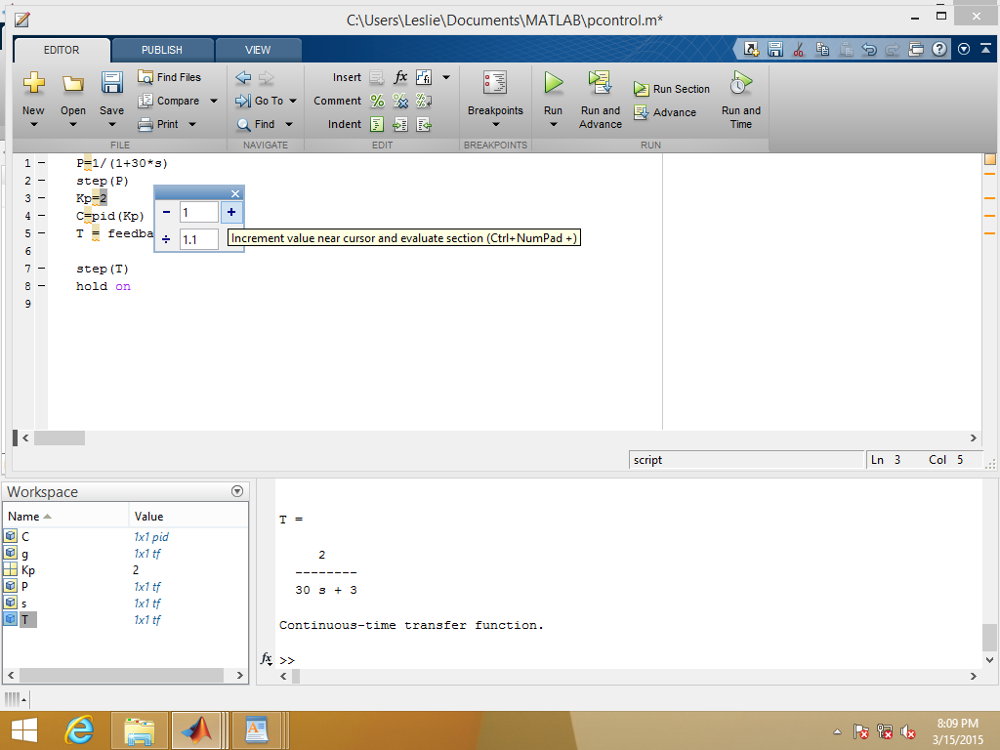 C:\Users\Leslie\Documents\MATLAB\pcontrol.m*
EDITOR PUBLISH VIEW
New Open Save
Find Files
Compare
Print
FILE
Go To
Find
NAVIGATE
Insert fx
Comment % %
Indent
EDIT
Breakpoints
BREAKPOINTS
Run Run and Advance
Run Section
Advance
Run and Time
RUN
1 – P=1/(1+30*s)
2 – step(P)
3 – Kp=2
4 – C=pid(Kp)
5 – T = feedba
6
7 – step(T)
8 – hold on
9
– 1 +
÷ 1.1
Increment value near cursor and evaluate section (Ctrl+NumPad +)
script Ln 3 Col 5
Workspace
Name Value
C 1x1 pid
g 1x1 tf
Kp 2
P 1x1 tf
s 1x1 tf
T 1x1 tf
T =
2
--------
30 s + 3
Continuous-time transfer function.
fx >>
8:09 PM
3/15/2015